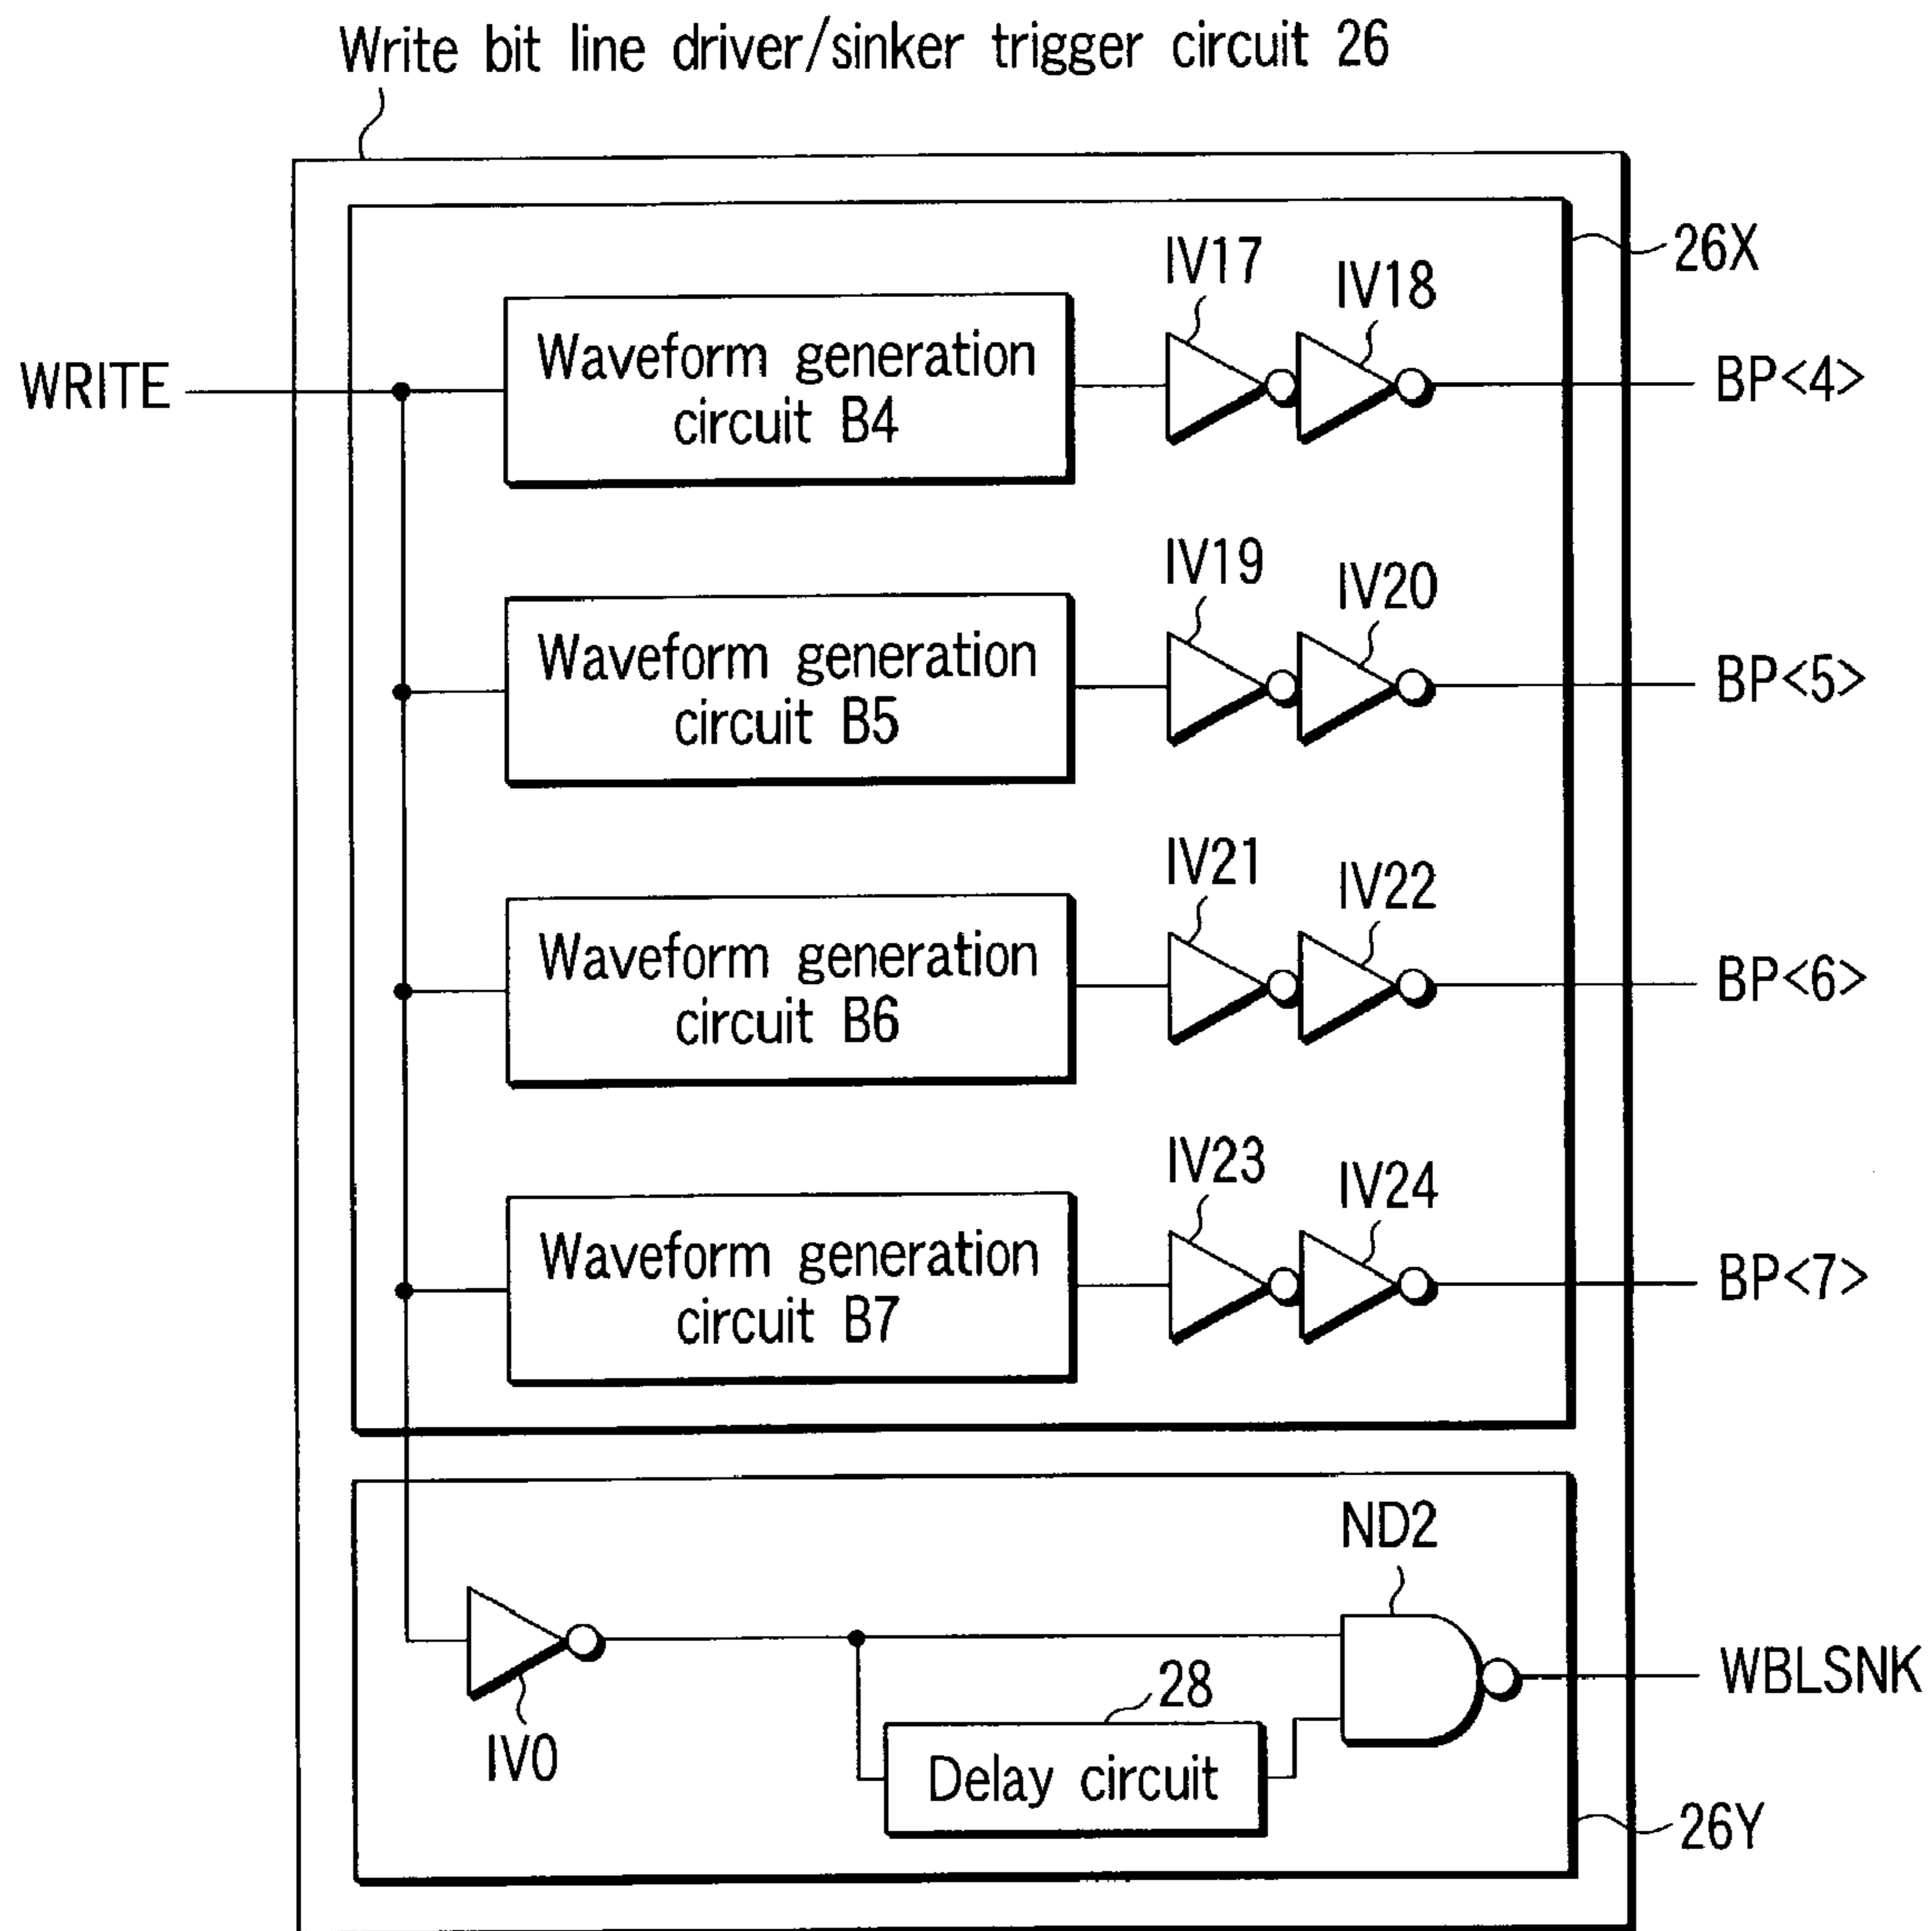 Write bit line driver/sinker trigger circuit 26
26X
IV17
IV18
WRITE
Waveform generation
circuit B4
BP<4>
IV19
IV20
Waveform generation
circuit B5
BP<5>
IV21
IV22
Waveform generation
circuit B6
BP<6>
IV23
IV24
Waveform generation
circuit B7
BP<7>
ND2
WBLSNK
28
IV0
Delay circuit
26Y